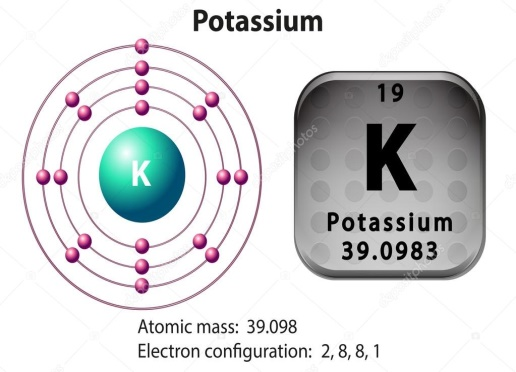 Potassium
K
19
K
Potassium
39.0983
Atomic mass: 39.098
Electron configuration: 2, 8, 8, 1